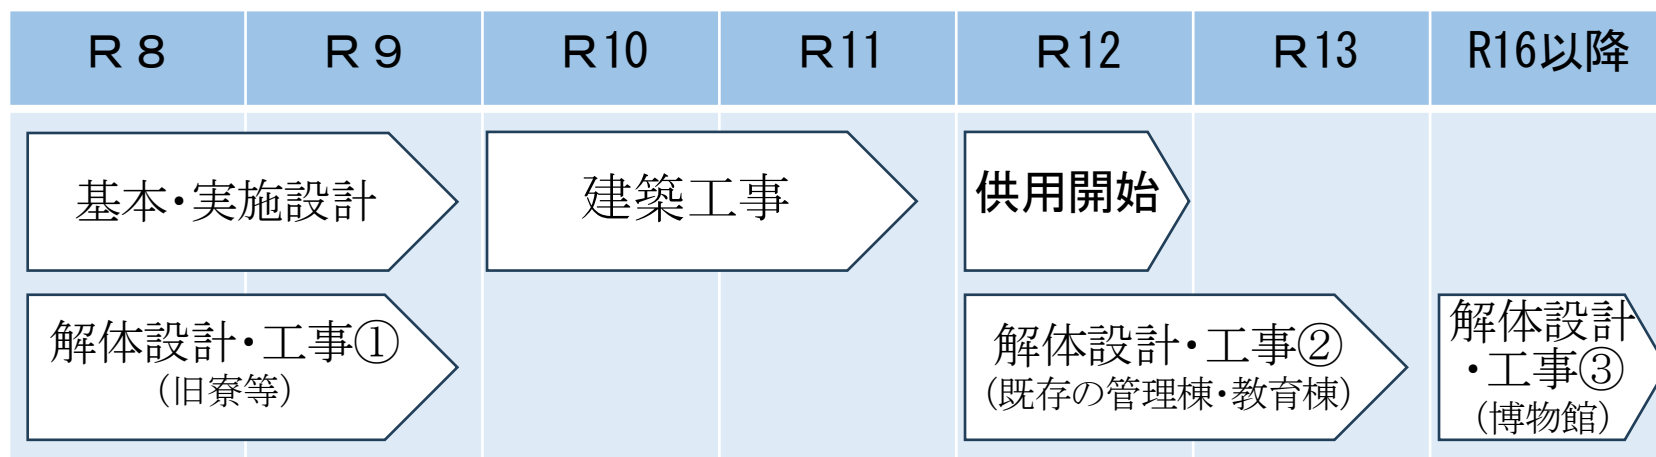 R８ R９ R10 R11 R12 R13 R16以降
基本・実施設計 建築工事 供用開始
解体設計・工事①
(旧寮等)
解体設計・工事②
(既存の管理棟・教育棟)
解体設計
・工事③
(博物館)